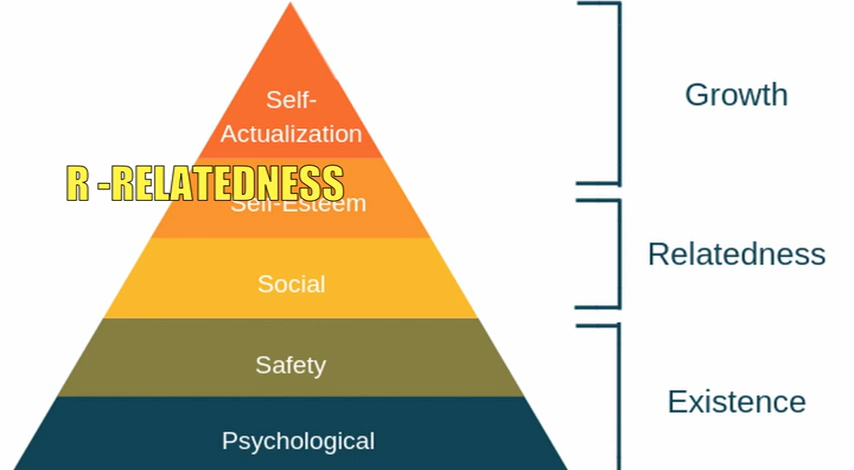 Self-
Actualization
R -RELATEDNESS
Self-Esteem
Social
Safety
Psychological
Growth
Relatedness
Existence